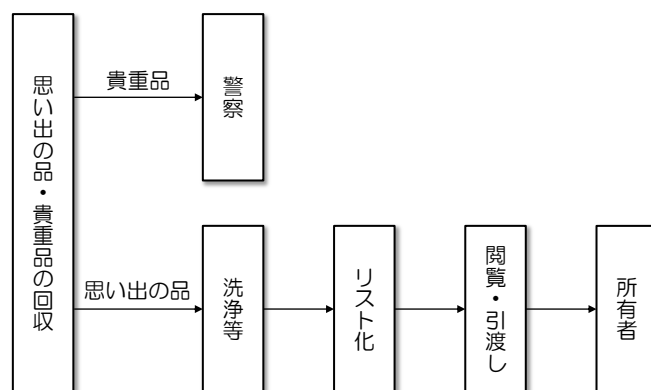 思い出の品・貴重品の回収
貴重品
警察
思い出の品
洗浄等
リスト化
閲覧・引渡し
所有者